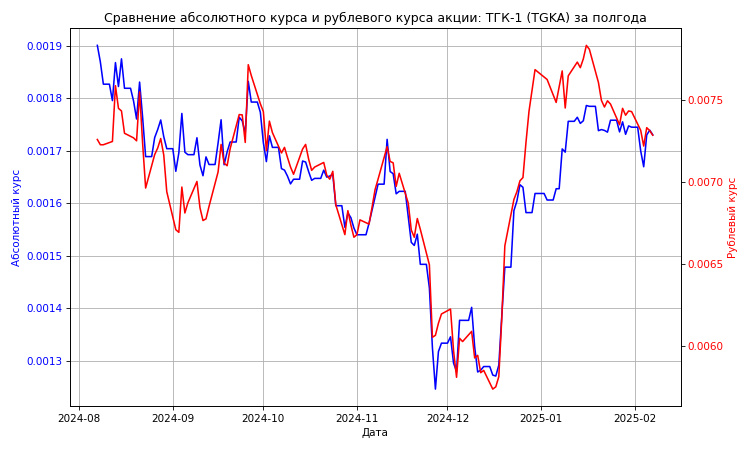 Сравнение абсолютного курса и рублевого курса акции: ТГК-1 (TGKA) за полгода
0.0019
0.0018
0.0017
0.0016
0.0015
0.0014
0.0013
Абсолютный курс
0.0075
0.0070
0.0065
0.0060
Рублевый курс
2024-08 2024-09 2024-10 2024-11 2024-12 2025-01 2025-02
Дата